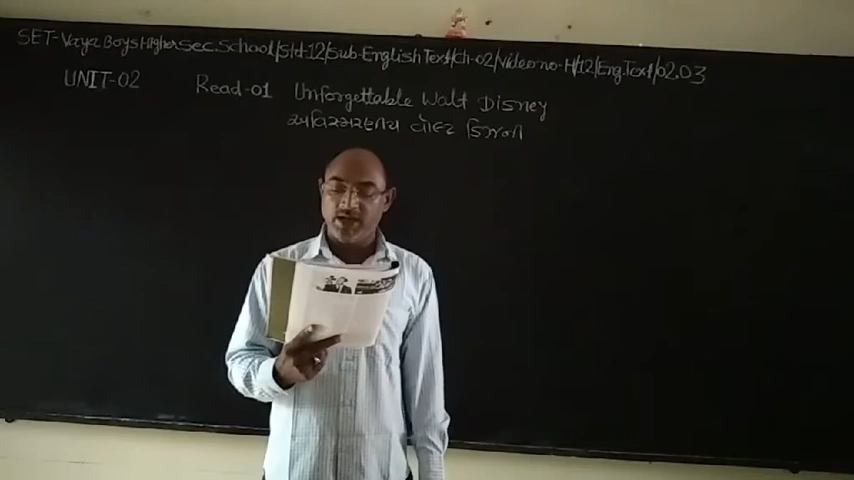 SET-Vaya Boys Higher Sec. School/Std-12/Sub-English Text/Ch-02/Video no-H/12/Eng.Text/02.03
UNIT-02 Read-01 Unforgettable Walt Disney
અવિસ્મરણીય વોલ્ટ ડિઝની